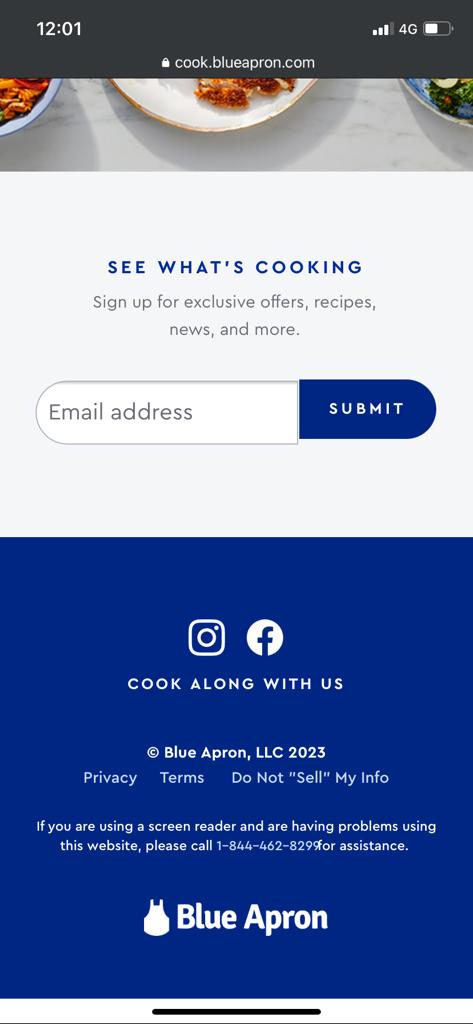 12:01
4G
cook.blueapron.com
SEE WHAT'S COOKING
Sign up for exclusive offers, recipes,
news, and more.
Email address
SUBMIT
COOK ALONG WITH US
© Blue Apron, LLC 2023
Privacy Terms Do Not "Sell" My Info
If you are using a screen reader and are having problems using
this website, please call 1-844-462-8299for assistance.
Blue Apron